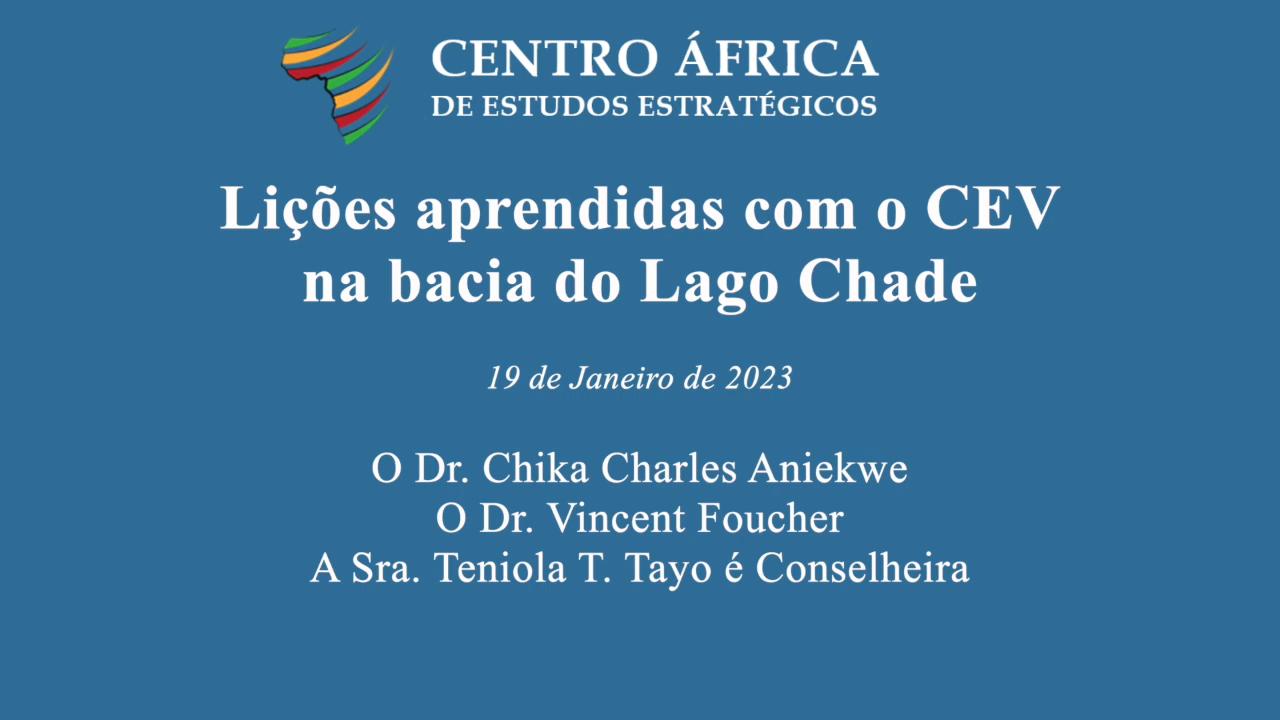 CENTRO ÁFRICA
DE ESTUDOS ESTRATÉGICOS
Lições aprendidas com o CEV
na bacia do Lago Chade
19 de Janeiro de 2023
O Dr. Chika Charles Aniekwe
O Dr. Vincent Foucher
A Sra. Teniola T. Tayo é Conselheira